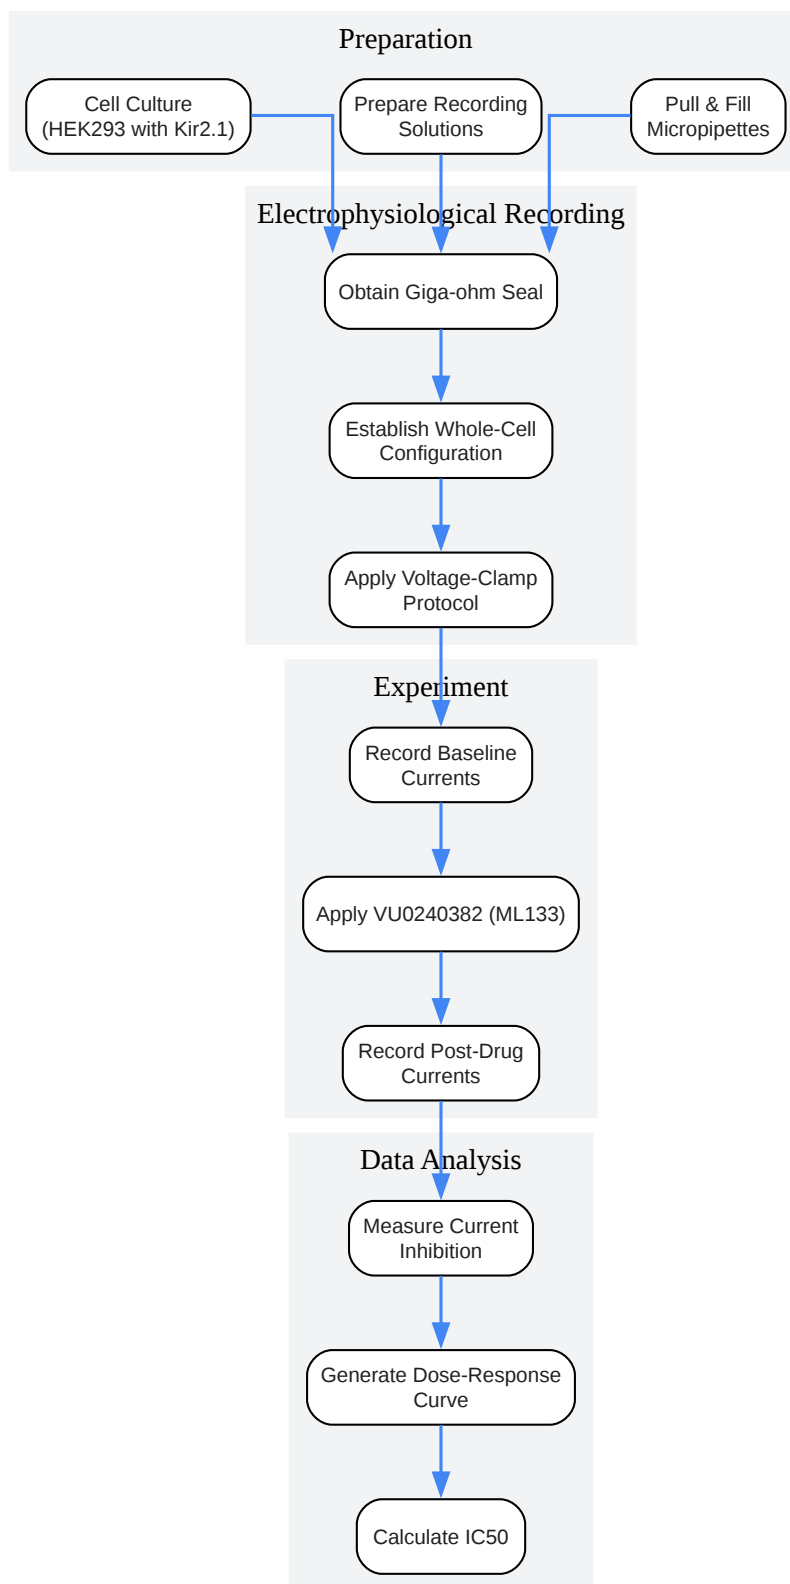 Preparation
Cell Culture
(HEK293 with Kir2.1)
Prepare Recording
Solutions
Pull & Fill
Micropipettes
Electrophysiological Recording
Obtain Giga-ohm Seal
Establish Whole-Cell
Configuration
Apply Voltage-Clamp
Protocol
Experiment
Record Baseline
Currents
Apply VU0240382 (ML133)
Record Post-Drug
Currents
Data Analysis
Measure Current
Inhibition
Generate Dose-Response
Curve
Calculate IC50